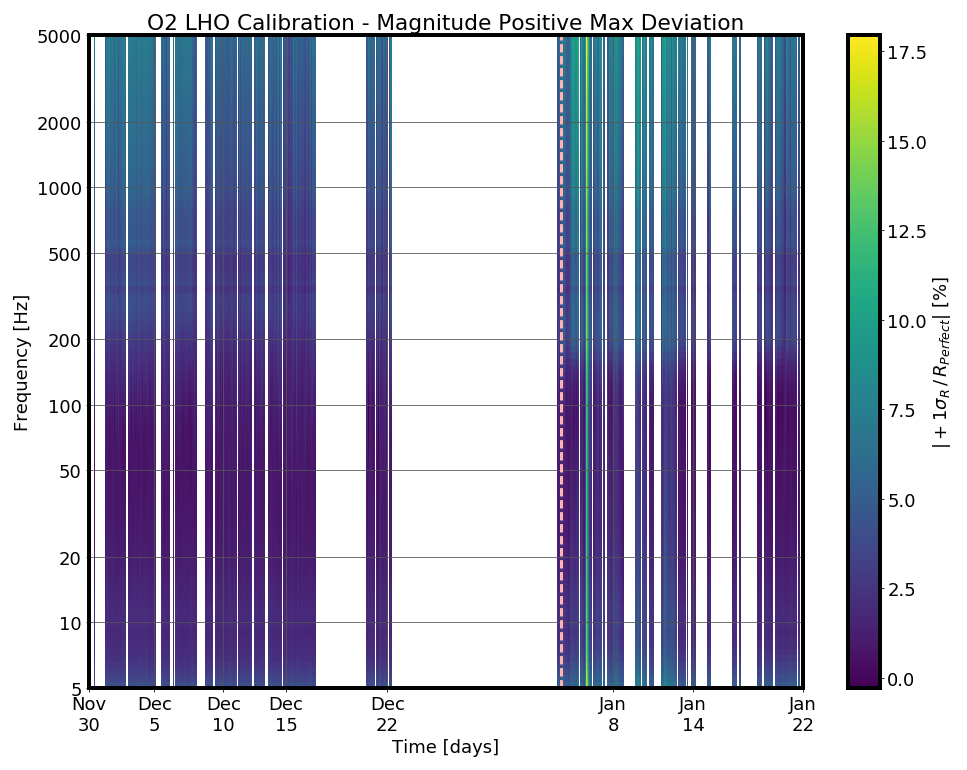 O2 LHO Calibration - Magnitude Positive Max Deviation
5000
2000
1000
500
200
100
50
20
10
5
Frequency [Hz]
Nov 30
Dec 5
Dec 10
Dec 15
Dec 22
Jan 8
Jan 14
Jan 22
Time [days]
17.5
15.0
12.5
10.0
7.5
5.0
2.5
0.0
| + 1σ_R / R_Perfect| [%]